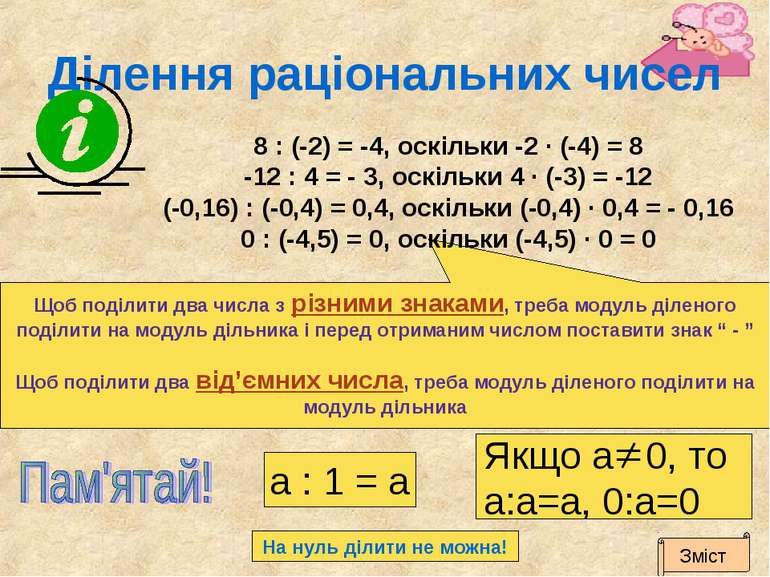 Ділення раціональних чисел
i
8 : (-2) = -4, оскільки -2 · (-4) = 8
-12 : 4 = - 3, оскільки 4 · (-3) = -12
(-0,16) : (-0,4) = 0,4, оскільки (-0,4) · 0,4 = - 0,16
0 : (-4,5) = 0, оскільки (-4,5) · 0 = 0
Щоб поділити два числа з різними знаками, треба модуль діленого
поділити на модуль дільника і перед отриманим числом поставити знак “ - ”
Щоб поділити два від’ємних числа, треба модуль діленого поділити на
модуль дільника
Пам'ятай!
а : 1 = а
Якщо а≠0, то
а:а=а, 0:а=0
На нуль ділити не можна!
Зміст